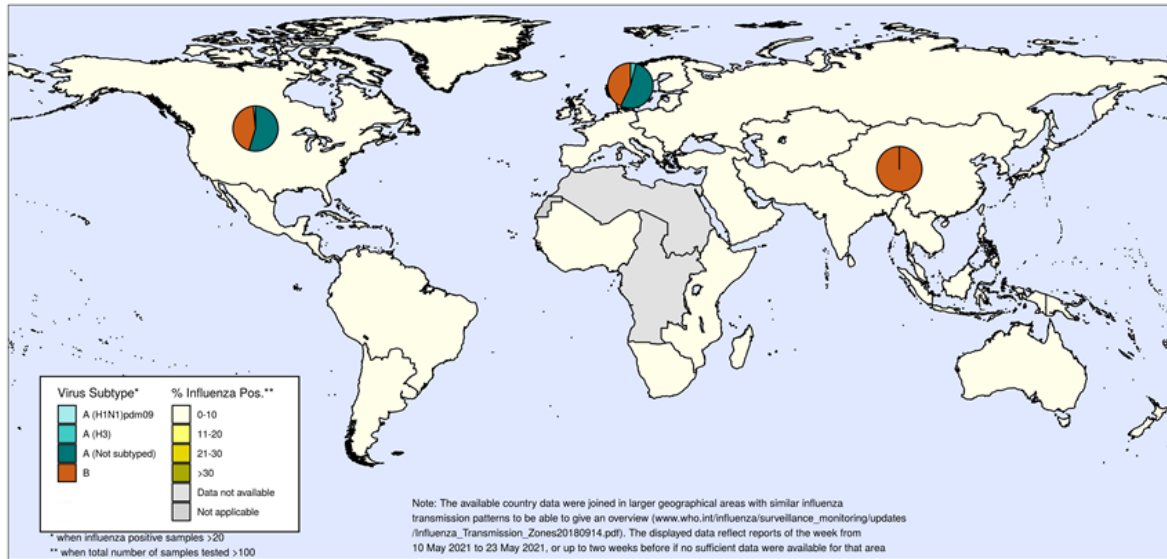 Virus Subtype*
A (H1N1)pdm09
A (H3)
A (Not subtyped)
B
% Influenza Pos.**
0-10
11-20
21-30
>30
Data not available
Not applicable
* when influenza positive samples >20
** when total number of samples tested >100
Note: The available country data were joined in larger geographical areas with similar influenza
transmission patterns to be able to give an overview (www.who.int/influenza/surveillance_monitoring/updates
/Influenza_Transmission_Zones20180914.pdf). The displayed data reflect reports of the week from
10 May 2021 to 23 May 2021, or up to two weeks before if no sufficient data were available for that area